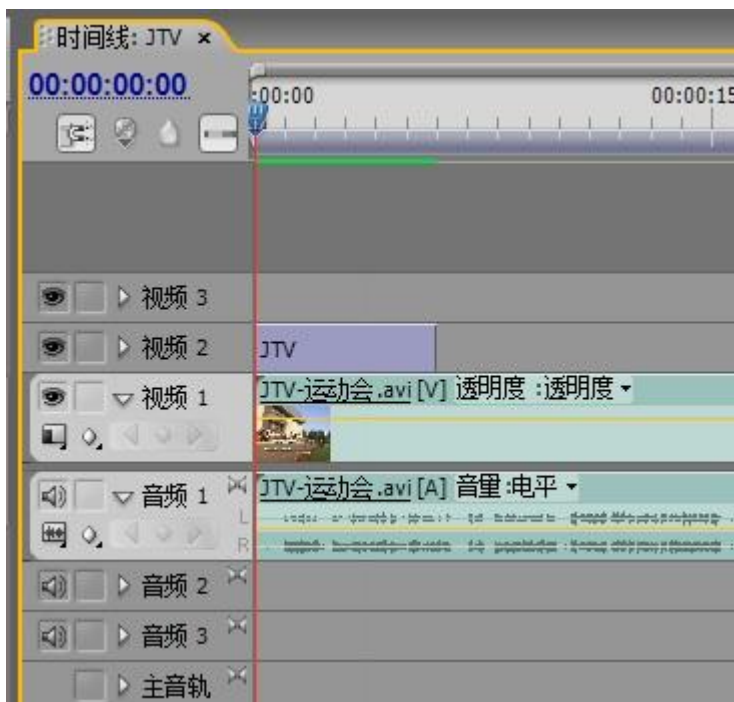 时间线: JTV ×
00:00:00:00
:00:00 00:00:15
视频 3
视频 2 JTV
视频 1 JTV-运动会.avi [V] 透明度:透明度
音频 1 JTV-运动会.avi [A] 音量:电平
L
R
音频 2
音频 3
主音轨